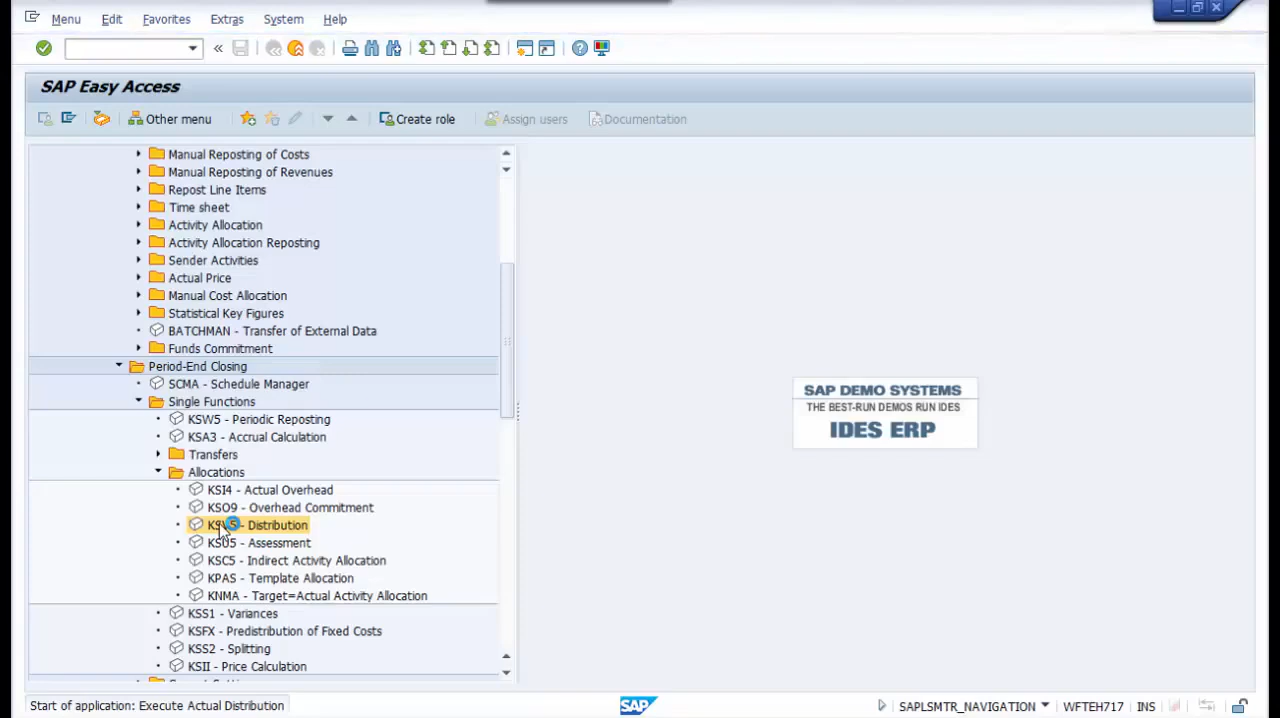 Menu Edit Favorites Extras System Help
SAP Easy Access
Other menu Create role Assign users Documentation
Manual Reporting of Costs
Manual Reporting of Revenues
Repost Line Items
Time sheet
Activity Allocation
Activity Allocation Reporting
Sender Activities
Actual Price
Manual Cost Allocation
Statistical Key Figures
BATCHMAN - Transfer of External Data
Funds Commitment
Period-End Closing
SCMA - Schedule Manager
Single Functions
KSW5 - Periodic Reporting
KSA3 - Accrual Calculation
Transfers
Allocations
KSI4 - Actual Overhead
KSO9 - Overhead Commitment
- Distribution
KSU5 - Assessment
KSC5 - Indirect Activity Allocation
KPAS - Template Allocation
KNMA - Target=Actual Activity Allocation
KSS1 - Variances
KSFX - Predistribution of Fixed Costs
KSS2 - Splitting
KSII - Price Calculation
SAP DEMO SYSTEMS
THE BEST-RUN DEMOS RUN IDES
IDES ERP
Start of application: Execute Actual Distribution SAP SAPLSMTR_NAVIGATION WFTEH717 INS